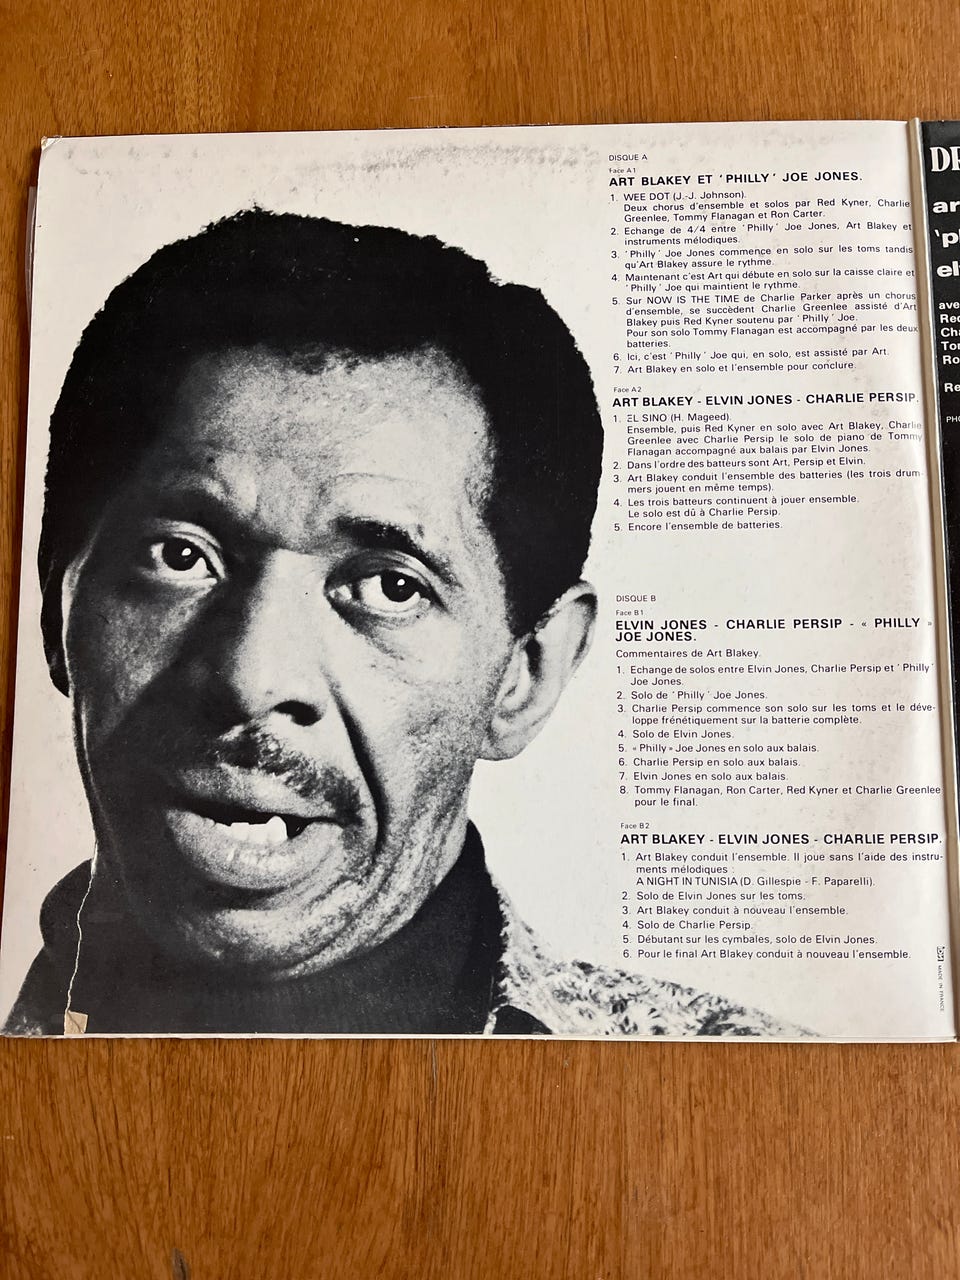 DISQUE A
Face A1
ART BLAKEY ET 'PHILLY' JOE JONES.
1. WEE DOT (J.-J. Johnson).
Deux chorus d'ensemble et solos par Red Kyner, Charlie
Greenlee, Tommy Flanagan et Ron Carter.
2. Echange de 4/4 entre 'Philly' Joe Jones, Art Blakey et
instruments mélodiques.
3. 'Philly' Joe Jones commence en solo sur les toms tandis
qu'Art Blakey assure le rythme.
4. Maintenant c'est Art qui débute en solo sur la caisse claire et
'Philly' Joe qui maintient le rythme.
5. Sur NOW IS THE TIME de Charlie Parker après un chorus
d'ensemble, se succèdent Charlie Greenlee assisté d'Art
Blakey puis Red Kyner soutenu par 'Philly' Joe.
Pour son solo Tommy Flanagan est accompagné par les deux
batteries.
6. Ici, c'est 'Philly' Joe qui, en solo, est assisté par Art.
7. Art Blakey en solo et l'ensemble pour conclure.
Face A2
ART BLAKEY - ELVIN JONES - CHARLIE PERSIP.
1. EL SINO (H. Mageed).
Ensemble, puis Red Kyner en solo avec Art Blakey, Charlie
Greenlee avec Charlie Persip le solo de piano de Tommy
Flanagan accompagné aux balais par Elvin Jones.
2. Dans l'ordre des batteurs sont Art, Persip et Elvin.
3. Art Blakey conduit l'ensemble des batteries (les trois drum-
mers jouent en même temps).
4. Les trois batteurs continuent à jouer ensemble.
Le solo est dû à Charlie Persip.
5. Encore l'ensemble de batteries.
DISQUE B
Face B1
ELVIN JONES - CHARLIE PERSIP - « PHILLY »
JOE JONES.
Commentaires de Art Blakey.
1. Echange de solos entre Elvin Jones, Charlie Persip et 'Philly'
Joe Jones.
2. Solo de 'Philly' Joe Jones.
3. Charlie Persip commence son solo sur les toms et le déve-
loppe frénétiquement sur la batterie complète.
4. Solo de Elvin Jones.
5. « Philly » Joe Jones en solo aux balais.
6. Charlie Persip en solo aux balais.
7. Elvin Jones en solo aux balais.
8. Tommy Flanagan, Ron Carter, Red Kyner et Charlie Greenlee
pour le final.
Face B2
ART BLAKEY - ELVIN JONES - CHARLIE PERSIP.
1. Art Blakey conduit l'ensemble. Il joue sans l'aide des instru-
ments mélodiques :
A NIGHT IN TUNISIA (D. Gillespie - F. Paparelli).
2. Solo de Elvin Jones sur les toms.
3. Art Blakey conduit à nouveau l'ensemble.
4. Solo de Charlie Persip.
5. Débutant sur les cymbales, solo de Elvin Jones.
6. Pour le final Art Blakey conduit à nouveau l'ensemble.
MADE IN FRANCE
DR
ar
'pl
el
ave
Red
Cha
Ton
Ro
Re
PHO